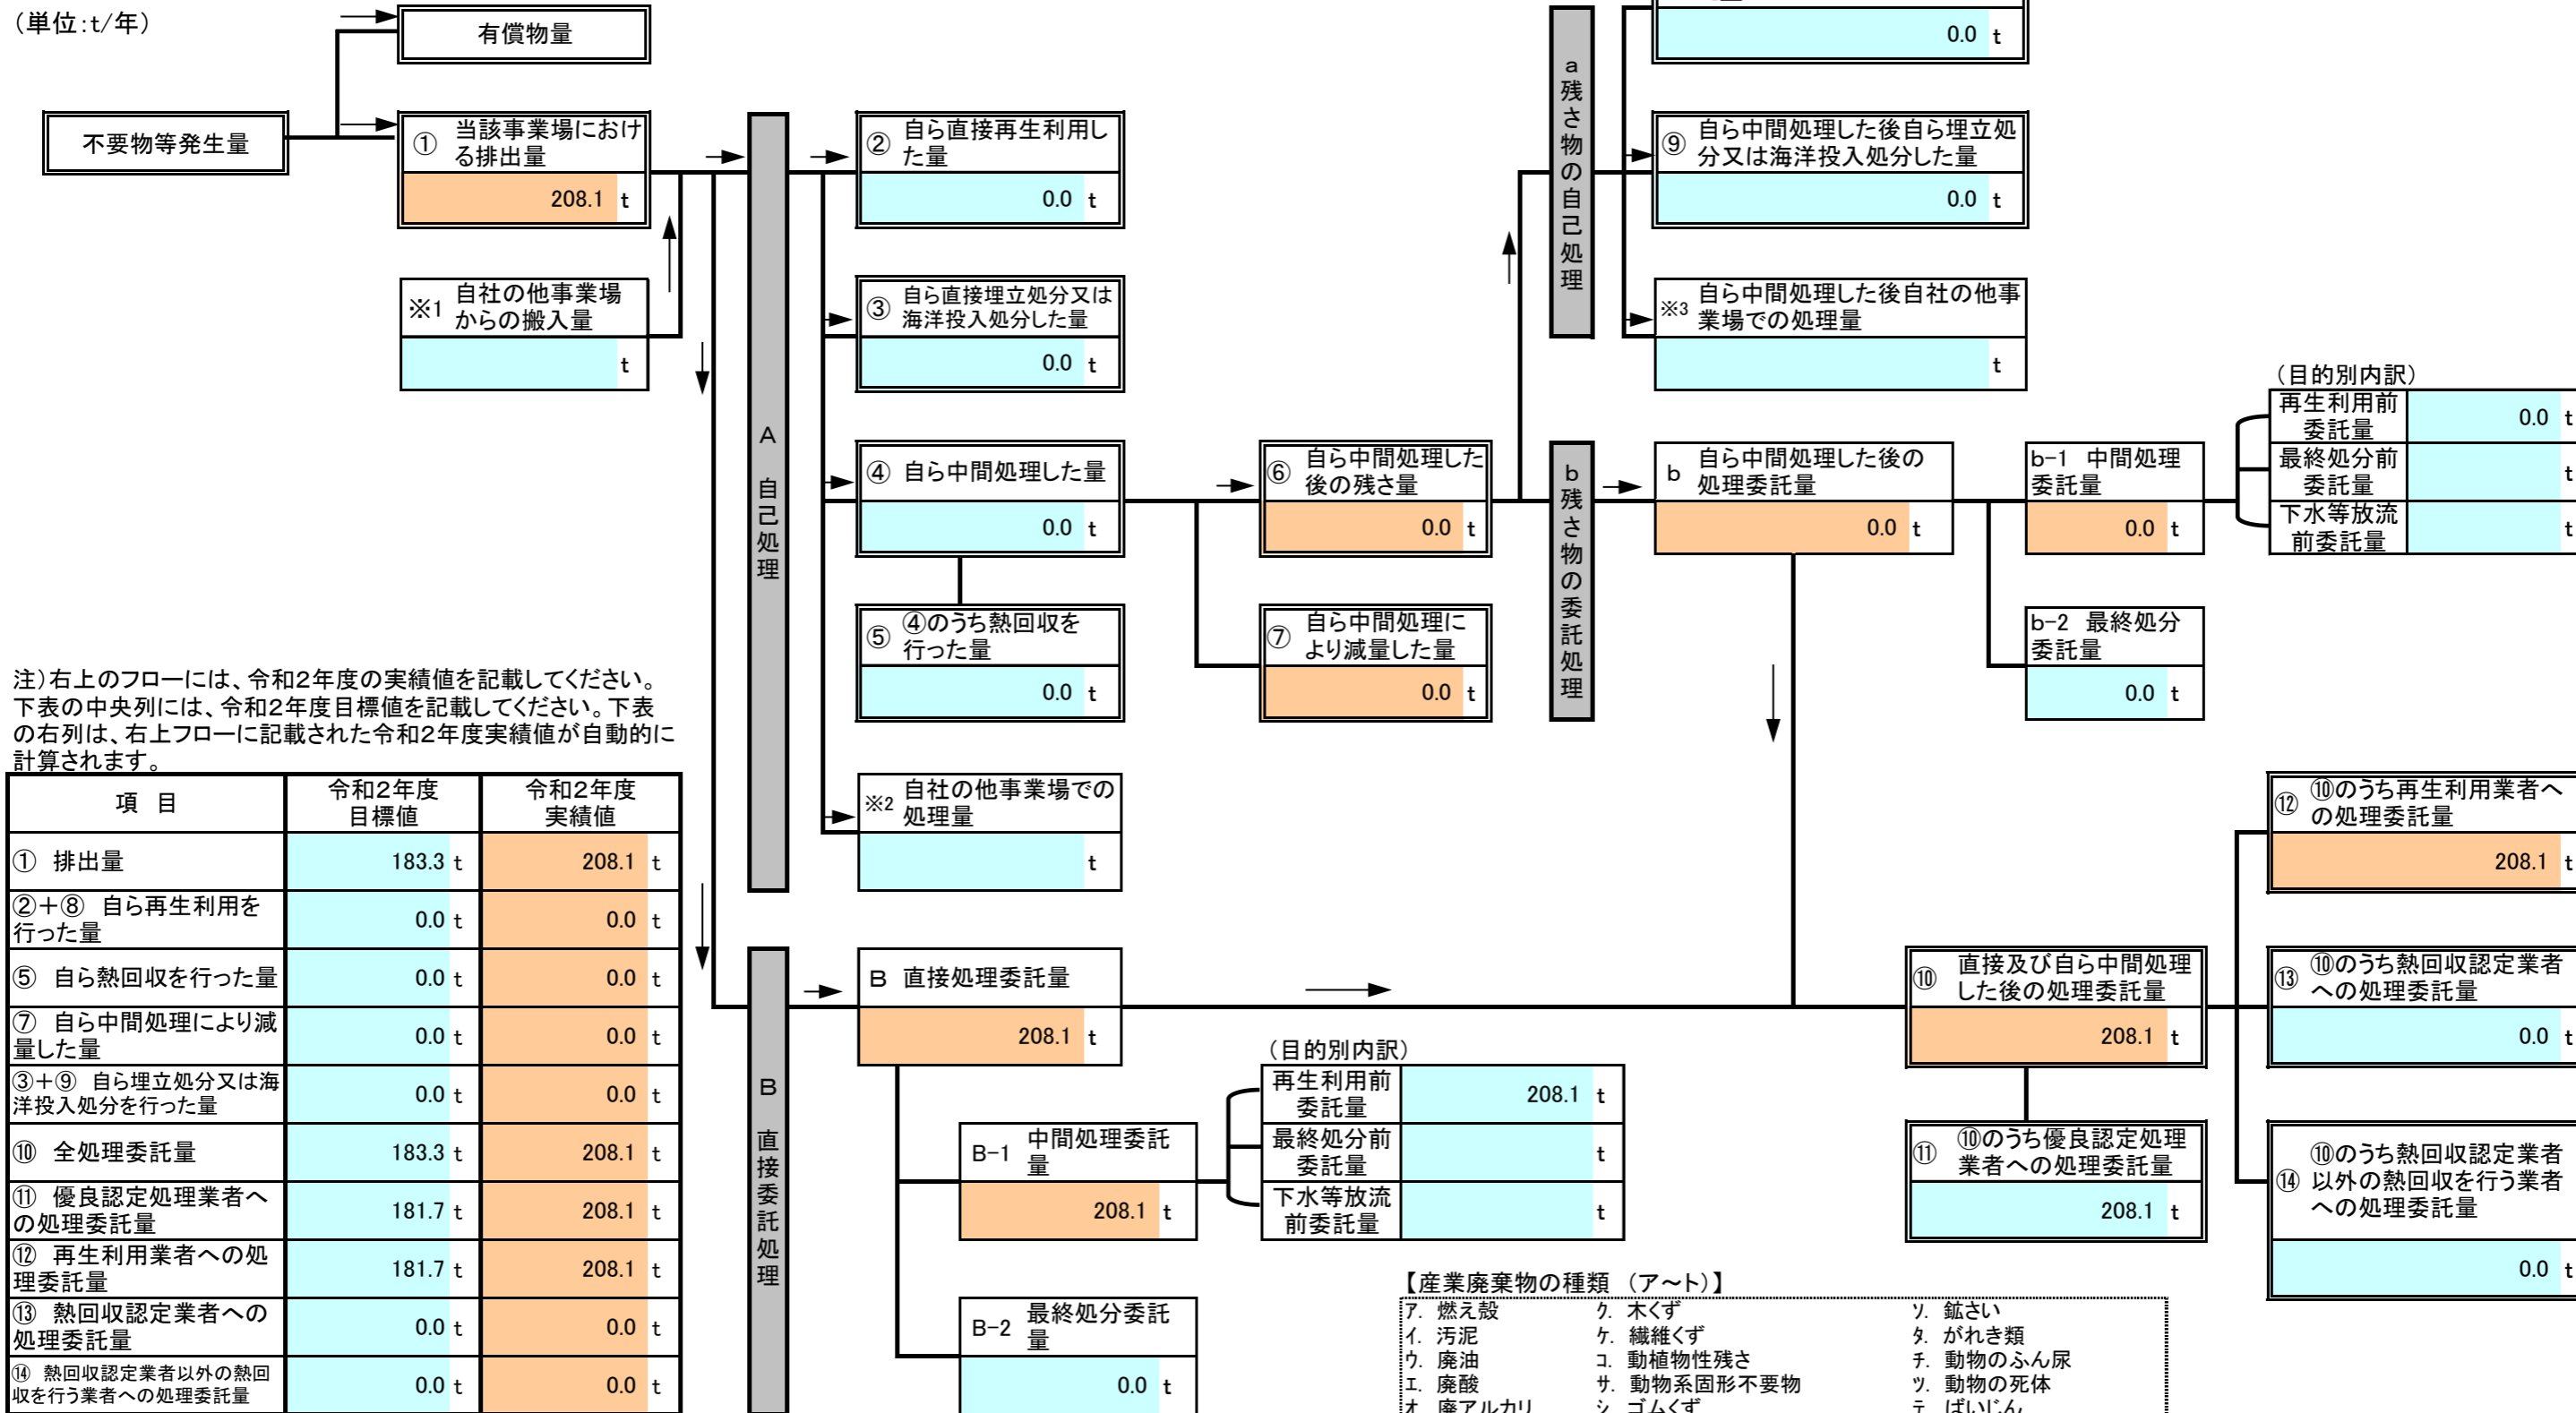 （単位：t/年）
有償物量
0.0 t
不要物等発生量
① 当該事業場におけ
る排出量
208.1 t
② 自ら直接再生利用し
た量
0.0 t
a 残さ物の自己処理
⑨ 自ら中間処理した後自ら埋立処
分又は海洋投入処分した量
0.0 t
※1 自社の他事業場
からの搬入量
t
③ 自ら直接埋立処分又は
海洋投入処分した量
0.0 t
※3 自ら中間処理した後自社の他事
業場での処理量
t
A 自己処理
④ 自ら中間処理した量
0.0 t
⑥ 自ら中間処理した
後の残さ量
0.0 t
b 残さ物の委託処理
b 自ら中間処理した後の
処理委託量
0.0 t
b-1 中間処理
委託量
0.0 t
（目的別内訳）
再生利用前
委託量
0.0 t
最終処分前
委託量
t
下水等放流
前委託量
t
⑤ ④のうち熱回収を
行った量
0.0 t
⑦ 自ら中間処理に
より減量した量
0.0 t
b-2 最終処分
委託量
0.0 t
※2 自社の他事業場での
処理量
t
注）右上のフローには、令和2年度の実績値を記載してください。
下表の中央列には、令和2年度目標値を記載してください。下表
の右列は、右上フローに記載された令和2年度実績値が自動的に
計算されます。
項 目
令和2年度
目標値
令和2年度
実績値
① 排出量 183.3 t 208.1 t
②＋⑧ 自ら再生利用を
行った量 0.0 t 0.0 t
⑤ 自ら熱回収を行った量 0.0 t 0.0 t
⑦ 自ら中間処理により減
量した量 0.0 t 0.0 t
③＋⑨ 自ら埋立処分又は海
洋投入処分を行った量 0.0 t 0.0 t
⑩ 全処理委託量 183.3 t 208.1 t
⑪ 優良認定処理業者へ
の処理委託量 181.7 t 208.1 t
⑫ 再生利用業者への処
理委託量 181.7 t 208.1 t
⑬ 熱回収認定業者への
処理委託量 0.0 t 0.0 t
⑭ 熱回収認定業者以外の熱回
収を行う業者への処理委託量 0.0 t 0.0 t
B 直接委託処理
B 直接処理委託量
208.1 t
B-1 中間処理委託
量
208.1 t
（目的別内訳）
再生利用前
委託量
208.1 t
最終処分前
委託量
t
下水等放流
前委託量
t
B-2 最終処分委託
量
0.0 t
⑩ 直接及び自ら中間処理
した後の処理委託量
208.1 t
⑪ ⑩のうち優良認定処理
業者への処理委託量
208.1 t
⑫ ⑩のうち再生利用業者へ
の処理委託量
208.1 t
⑬ ⑩のうち熱回収認定業者
への処理委託量
0.0 t
⑭ ⑩のうち熱回収認定業者
以外の熱回収を行う業者
への処理委託量
0.0 t
【産業廃棄物の種類 （ア～ト）】
ア. 燃え殻 ク. 木くず ソ. 鉱さい
イ. 汚泥 ケ. 繊維くず タ. がれき類
ウ. 廃油 コ. 動植物性残さ チ. 動物のふん尿
エ. 廃酸 サ. 動物系固形不要物 ツ. 動物の死体
オ. 廃アルカリ シ. ゴムくず テ. ばいじん